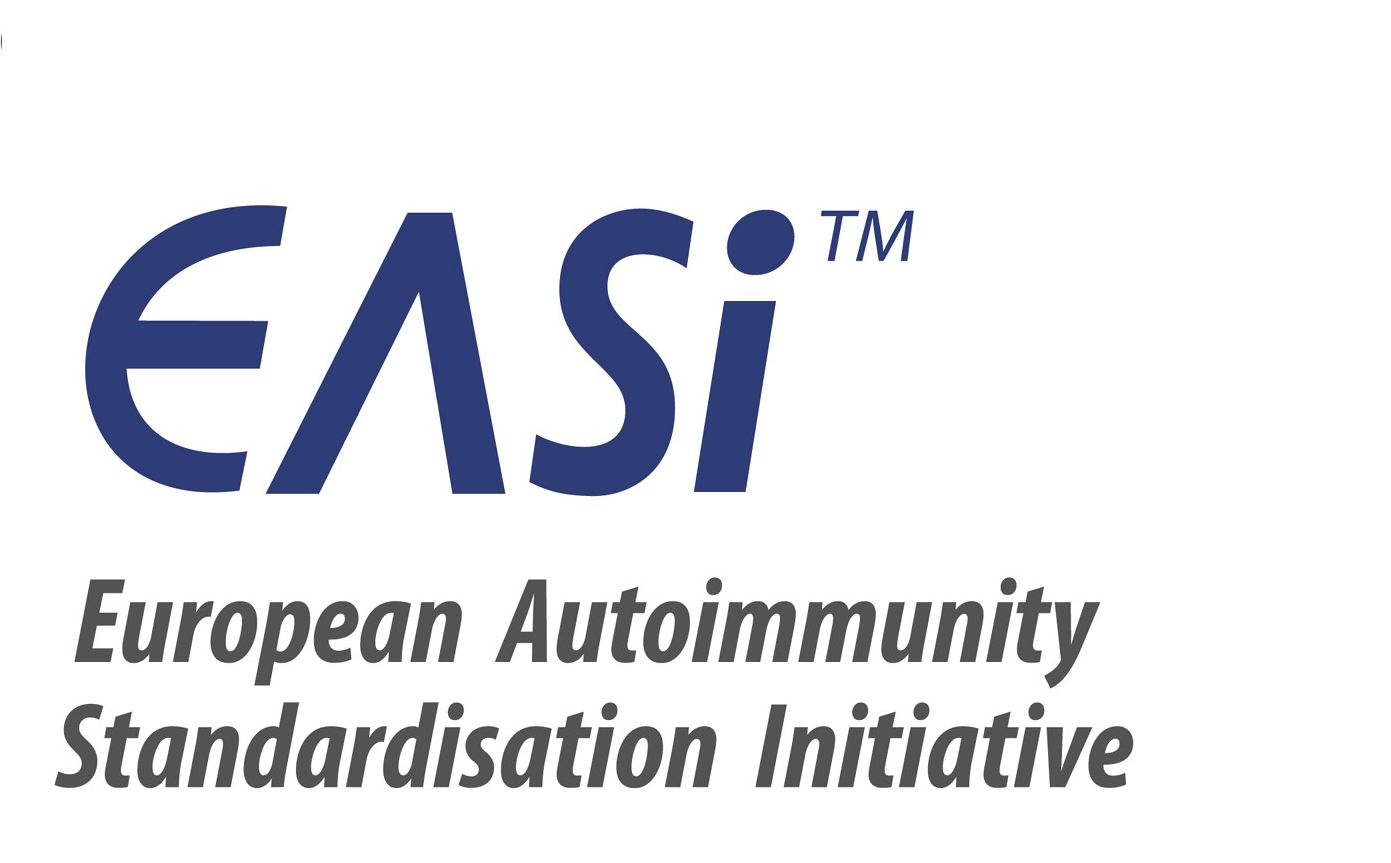 EASi™
European Autoimmunity
Standardisation Initiative